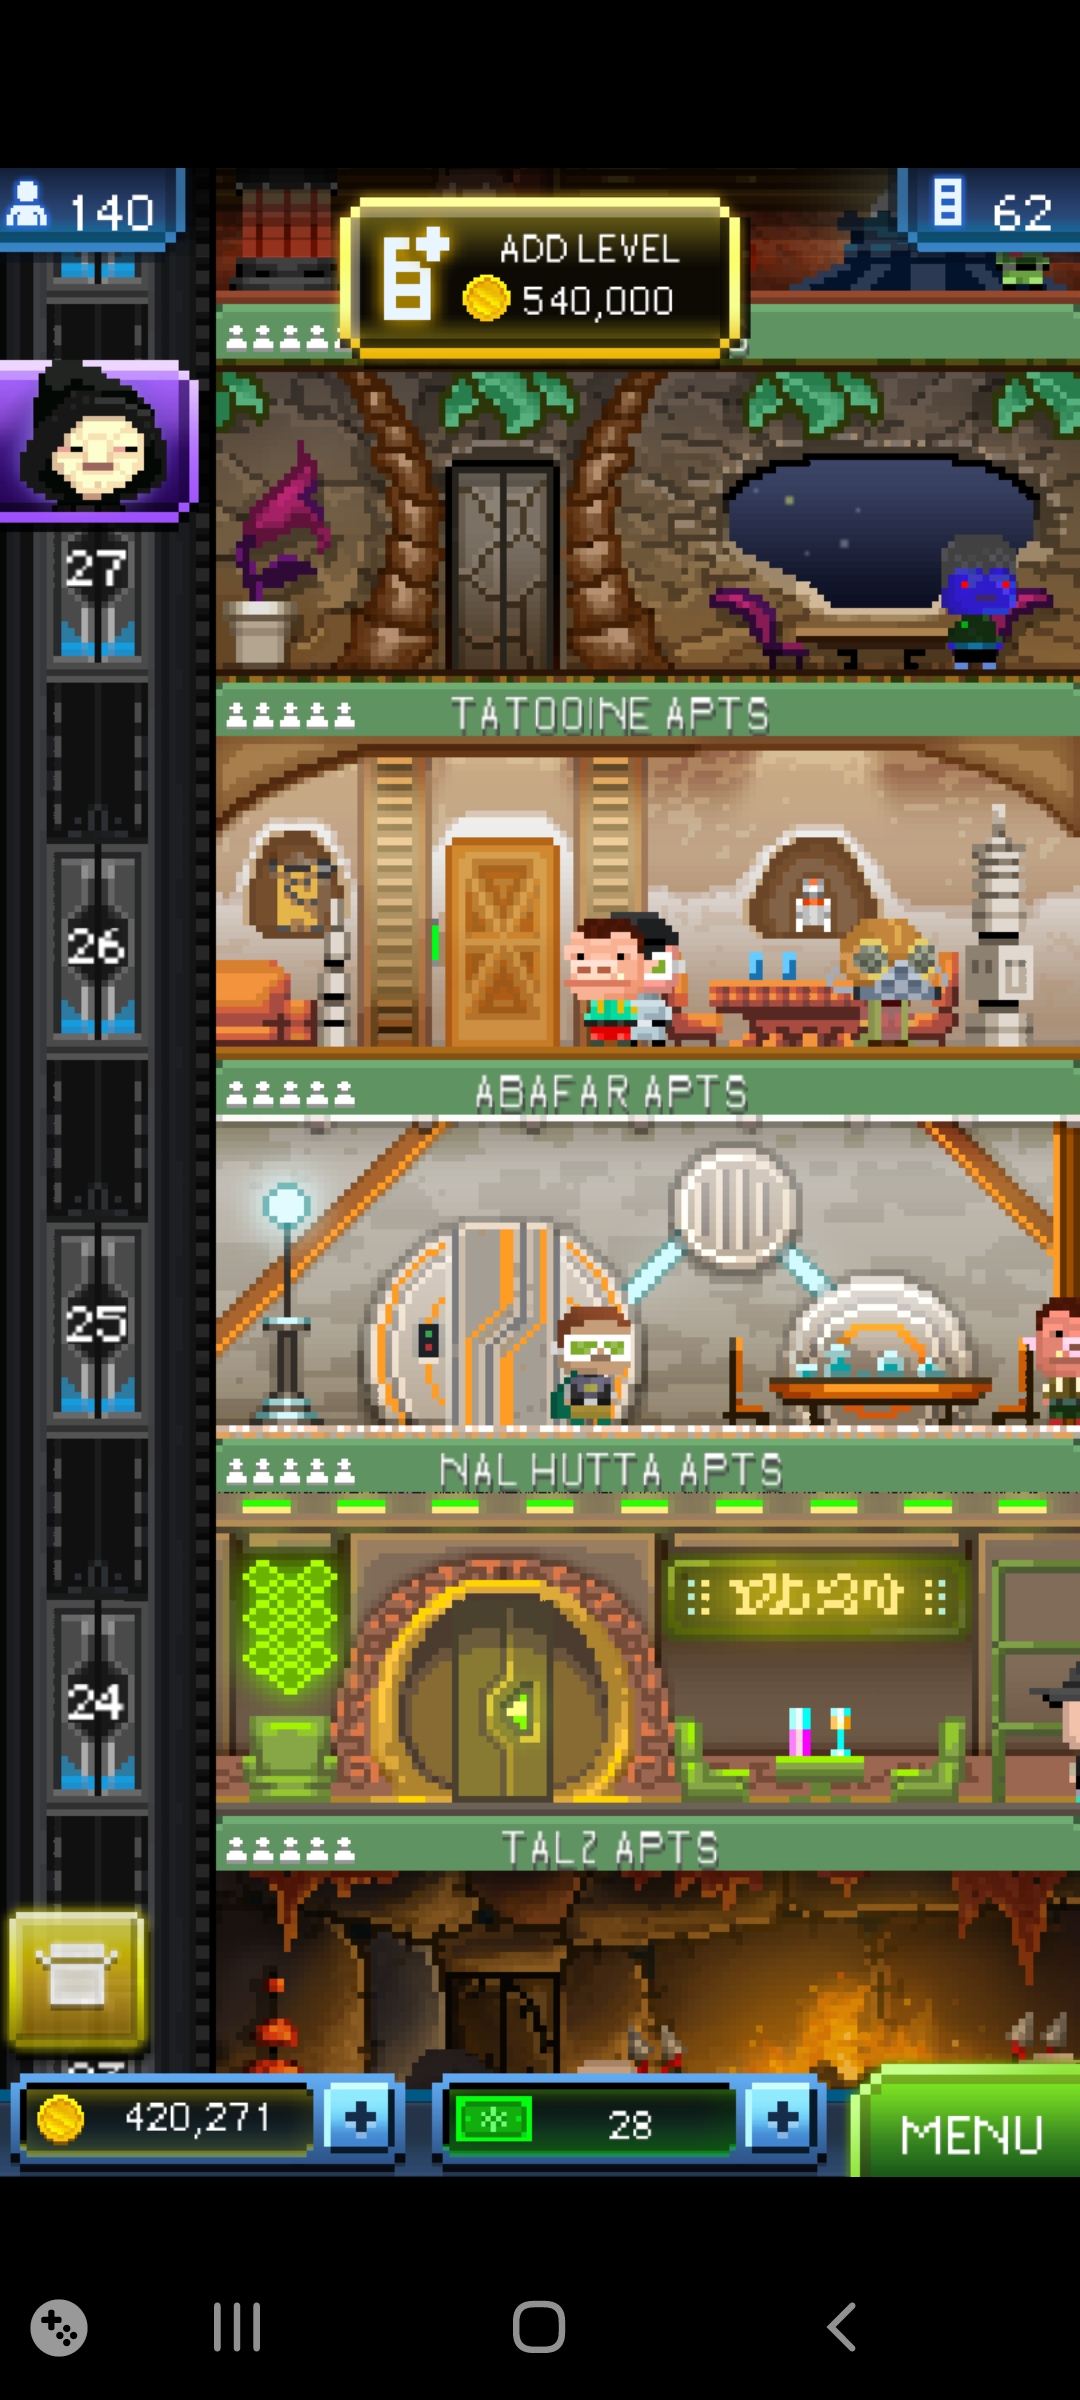 140
62
ADD LEVEL
540,000
27
TATOOINE APTS
26
ABAFAR APTS
25
NAL HUTTA APTS
24
TALZ APTS
420,271
28
MENU